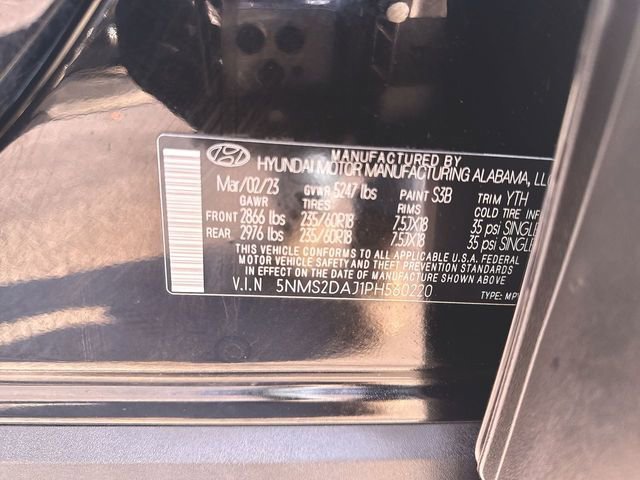 MANUFACTURED BY
HYUNDAI MOTOR MANUFACTURING ALABAMA, LLC
Mar/02/23 GVWR 5247 lbs PAINT S3B TRIM YTH
GAWR TIRES RIMS COLD TIRE INF
FRONT 2866 lbs 235/60R18 7.5JX18 35 psi SINGLE
REAR 2976 lbs 235/60R18 7.5JX18 35 psi SINGLE
THIS VEHICLE CONFORMS TO ALL APPLICABLE U.S.A. FEDERAL
MOTOR VEHICLE SAFETY AND THEFT PREVENTION STANDARDS
IN EFFECT ON THE DATE OF MANUFACTURE SHOWN ABOVE
V.I.N 5NMS2DAJ1PH560220 TYPE: MP